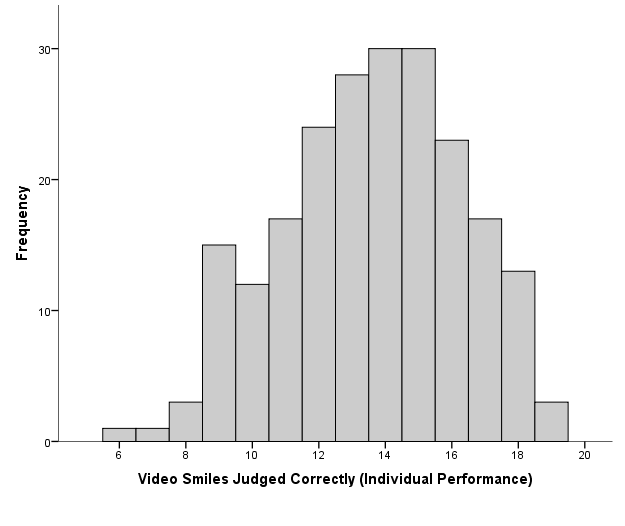 30
20
10
0
Frequency
6 8 10 12 14 16 18 20
Video Smiles Judged Correctly (Individual Performance)